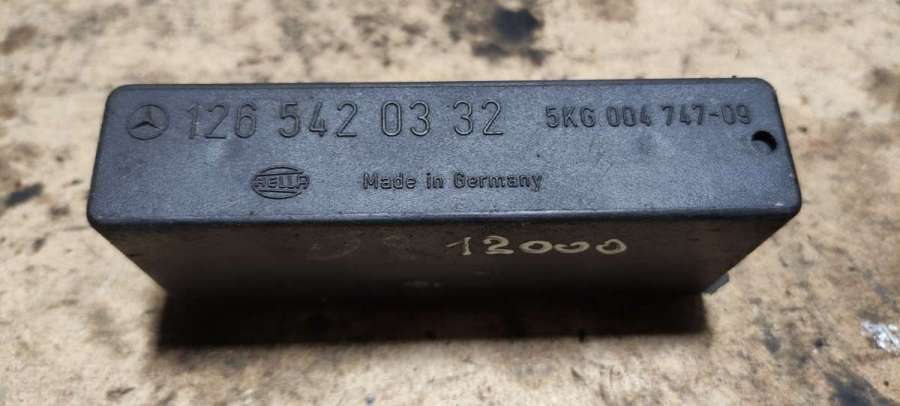 126 542 03 32 5KG 004 747-09
HELLA Made in Germany
12000